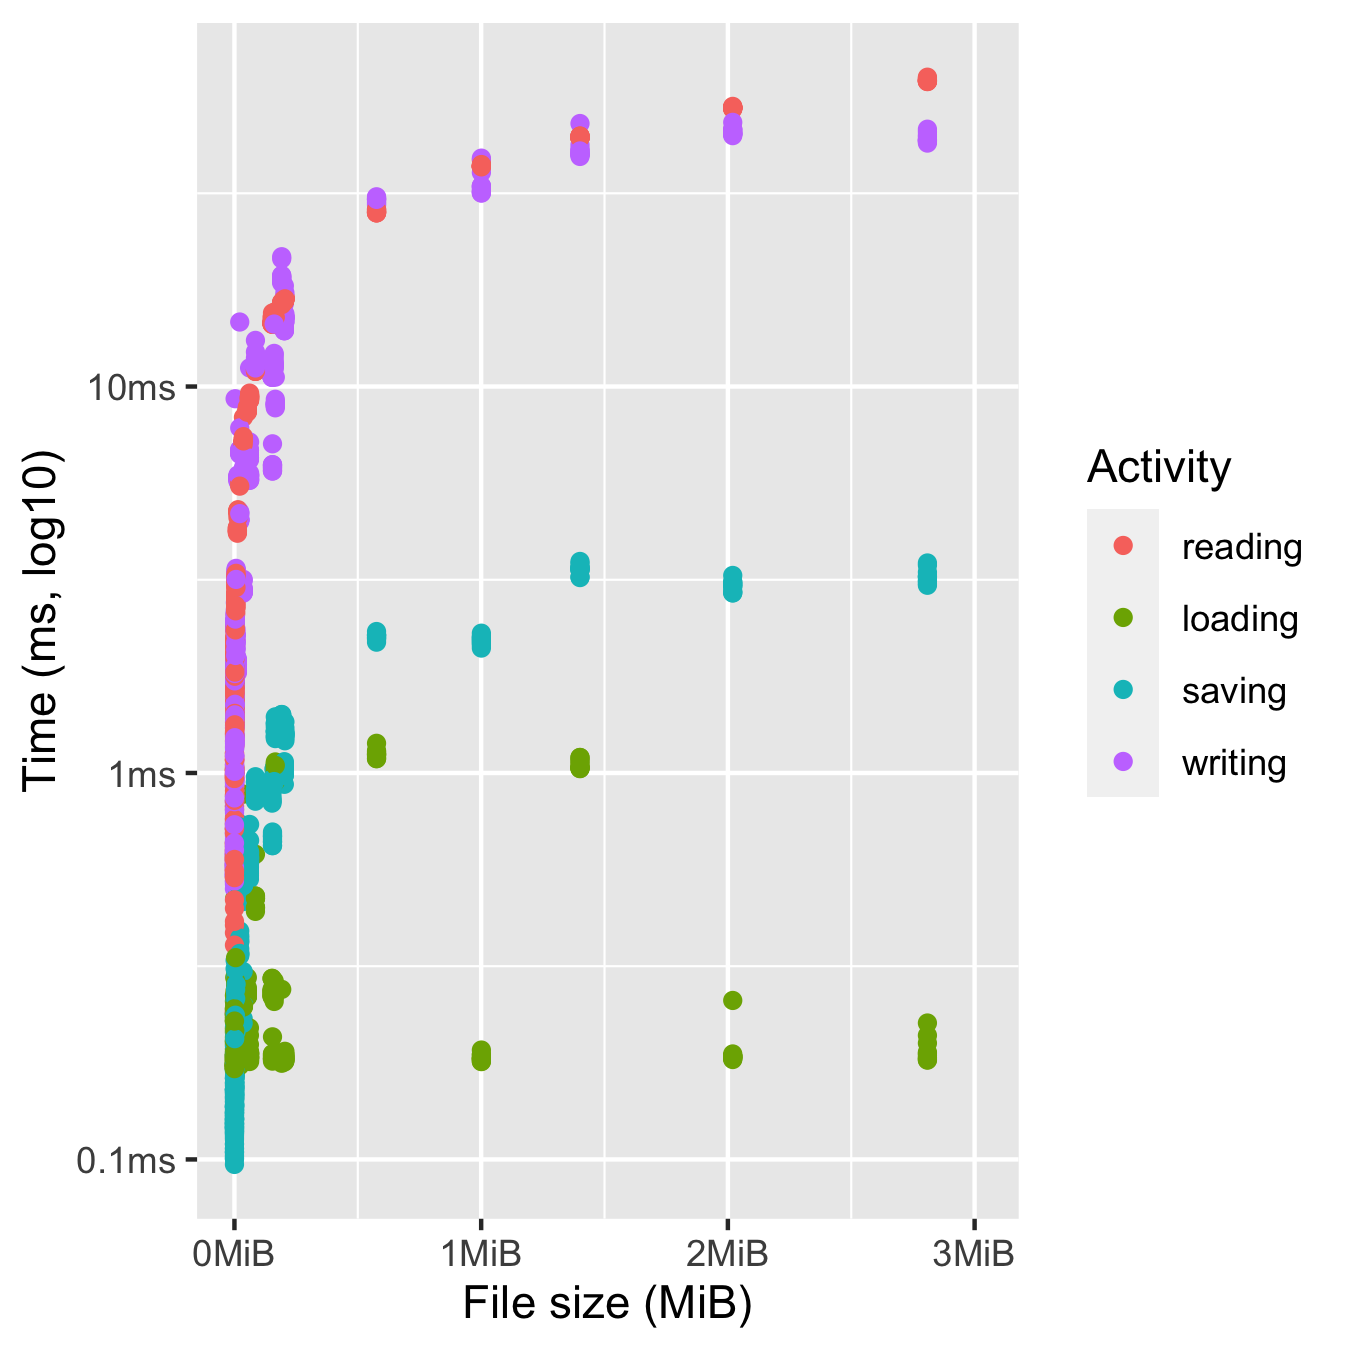 Time (ms, log10)
10ms
1ms
0.1ms
0MiB
1MiB
2MiB
3MiB
File size (MiB)
Activity
reading
loading
saving
writing